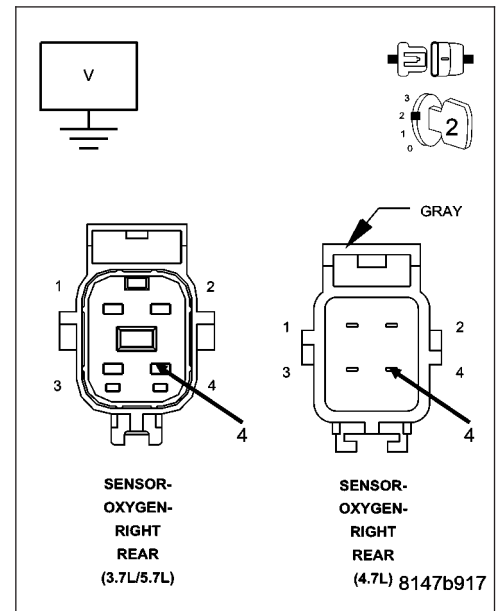 V
3
2
1
0
2
GRAY
1 2
3 4
4
1 2
3 4
4
SENSOR-
OXYGEN-
RIGHT
REAR
(3.7L/5.7L)
SENSOR-
OXYGEN-
RIGHT
REAR
(4.7L)
8147b917